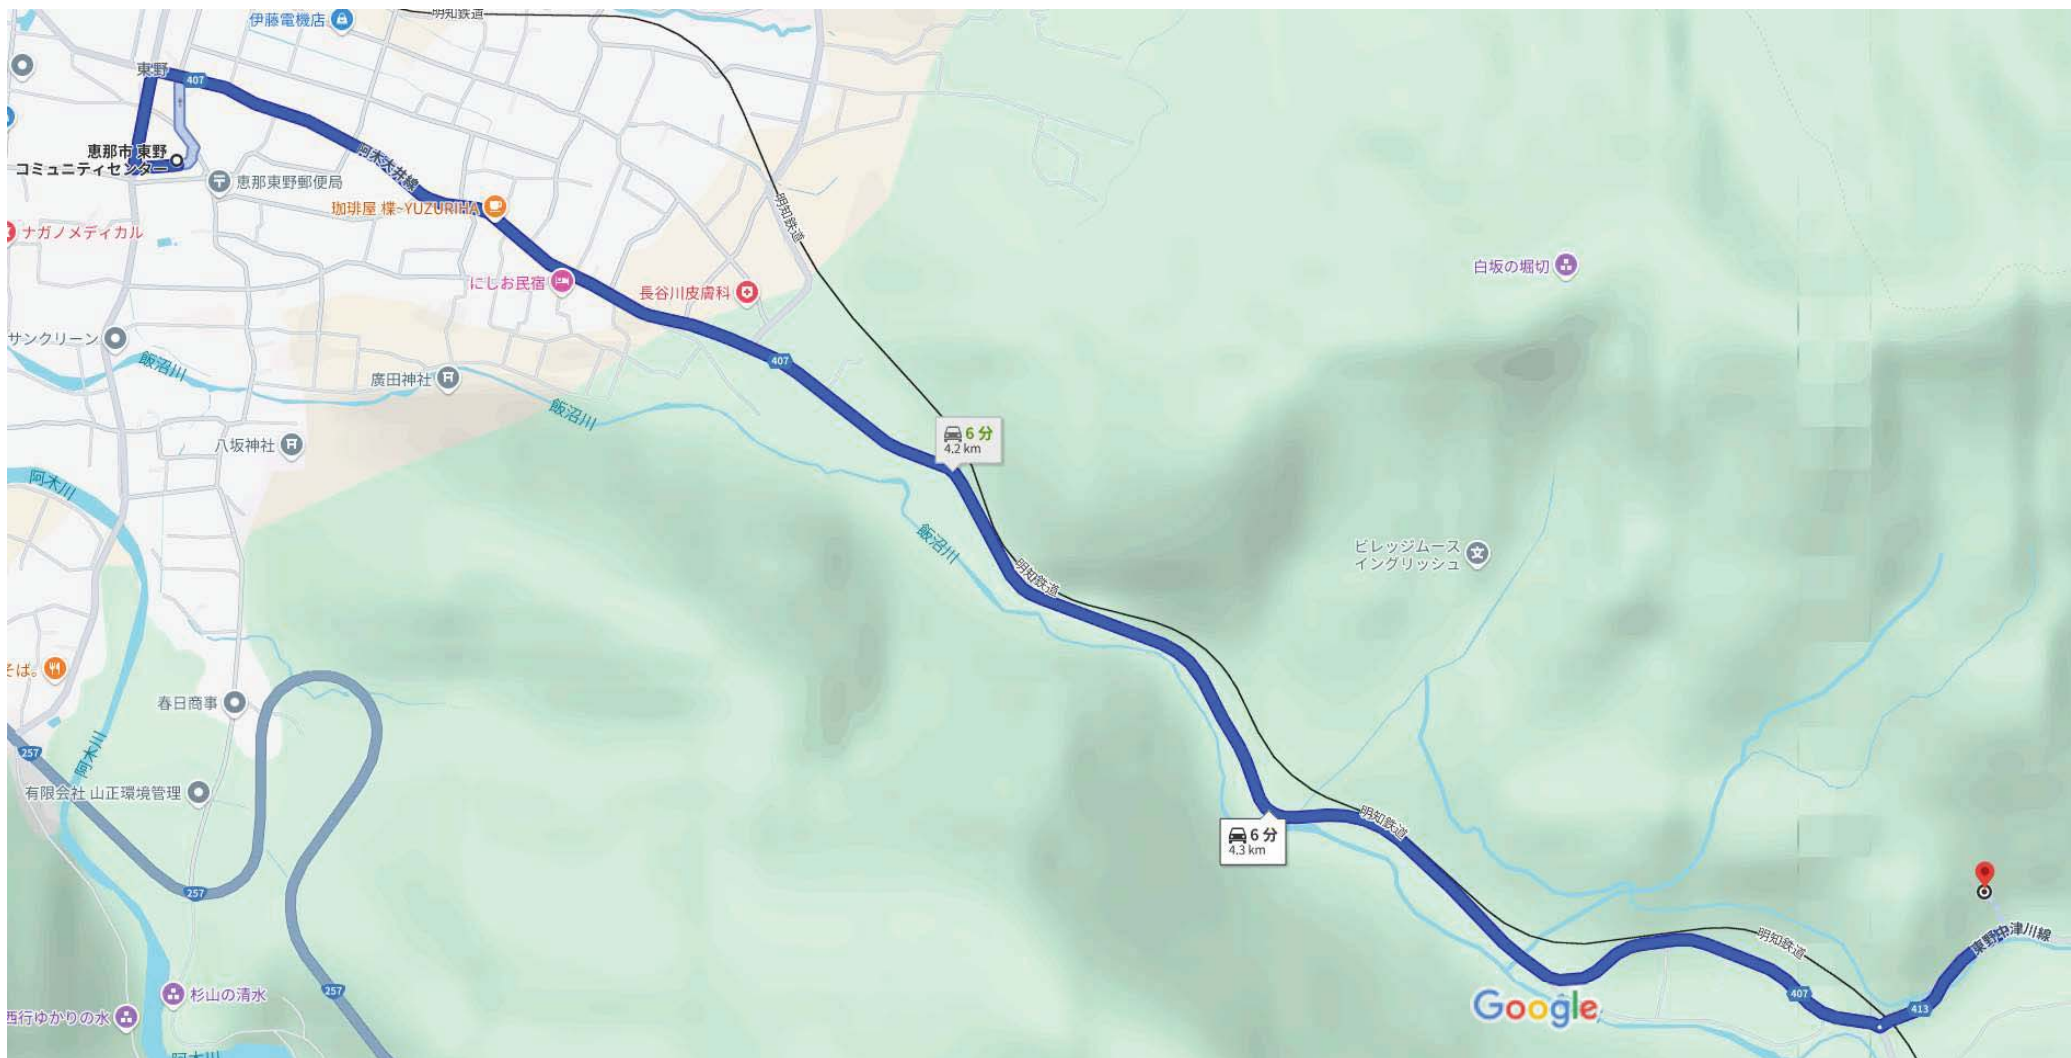 伊藤電機店
明知鉄道
東野
407
恵那市 東野
コミュニティセンター
恵那東野郵便局
阿木大井線
珈琲屋 楪~YUZURIHA
明知鉄道
ナガノメディカル
にしお民宿
長谷川皮膚科
白坂の堀切
サンクリーン
飯沼川
407
廣田神社
飯沼川
八坂神社
6 分
4.2 km
阿木川
飯沼川
ビレッジムース
イングリッシュ
明知鉄道
そば。
春日商事
257
阿木川
有限会社 山正環境管理
明知鉄道
6 分
4.3 km
257
東野中津川線
明知鉄道
杉山の清水
257
407
413
Google
西行ゆかりの水
阿木川